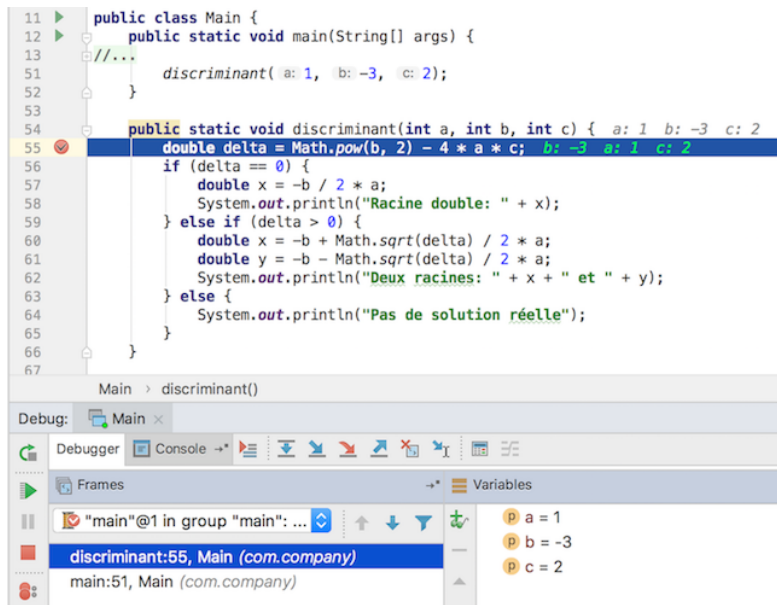 11 public class Main {
12 public static void main(String[] args) {
13 //...
51 discriminant( a: 1, b: -3, c: 2);
52 }
53
54 public static void discriminant(int a, int b, int c) { a: 1 b: -3 c: 2
55 double delta = Math.pow(b, 2) - 4 * a * c; b: -3 a: 1 c: 2
56 if (delta == 0) {
57 double x = -b / 2 * a;
58 System.out.println("Racine double: " + x);
59 } else if (delta > 0) {
60 double x = -b + Math.sqrt(delta) / 2 * a;
61 double y = -b - Math.sqrt(delta) / 2 * a;
62 System.out.println("Deux racines: " + x + " et " + y);
63 } else {
64 System.out.println("Pas de solution réelle");
65 }
66 }
67
Main › discriminant()
Debug: Main ×
Debugger Console
Frames Variables
"main"@1 in group "main": ...
p a = 1
discriminant:55, Main (com.company)
p b = -3
main:51, Main (com.company)
p c = 2